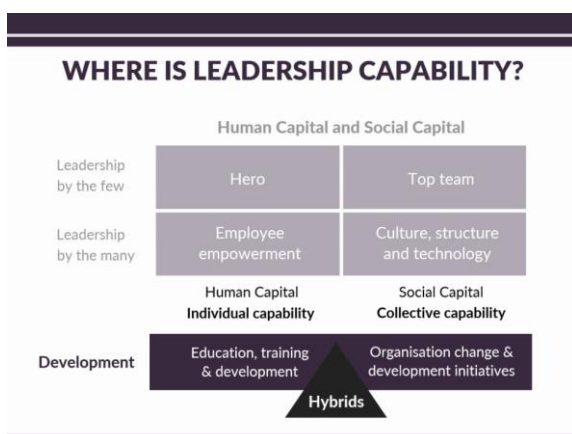 WHERE IS LEADERSHIP CAPABILITY?
Human Capital and Social Capital
Leadership
by the few
Hero
Top team
Leadership
by the many
Employee
empowerment
Culture, structure
and technology
Human Capital
Individual capability
Social Capital
Collective capability
Development
Education, training
& development
Organisation change &
development initiatives
Hybrids